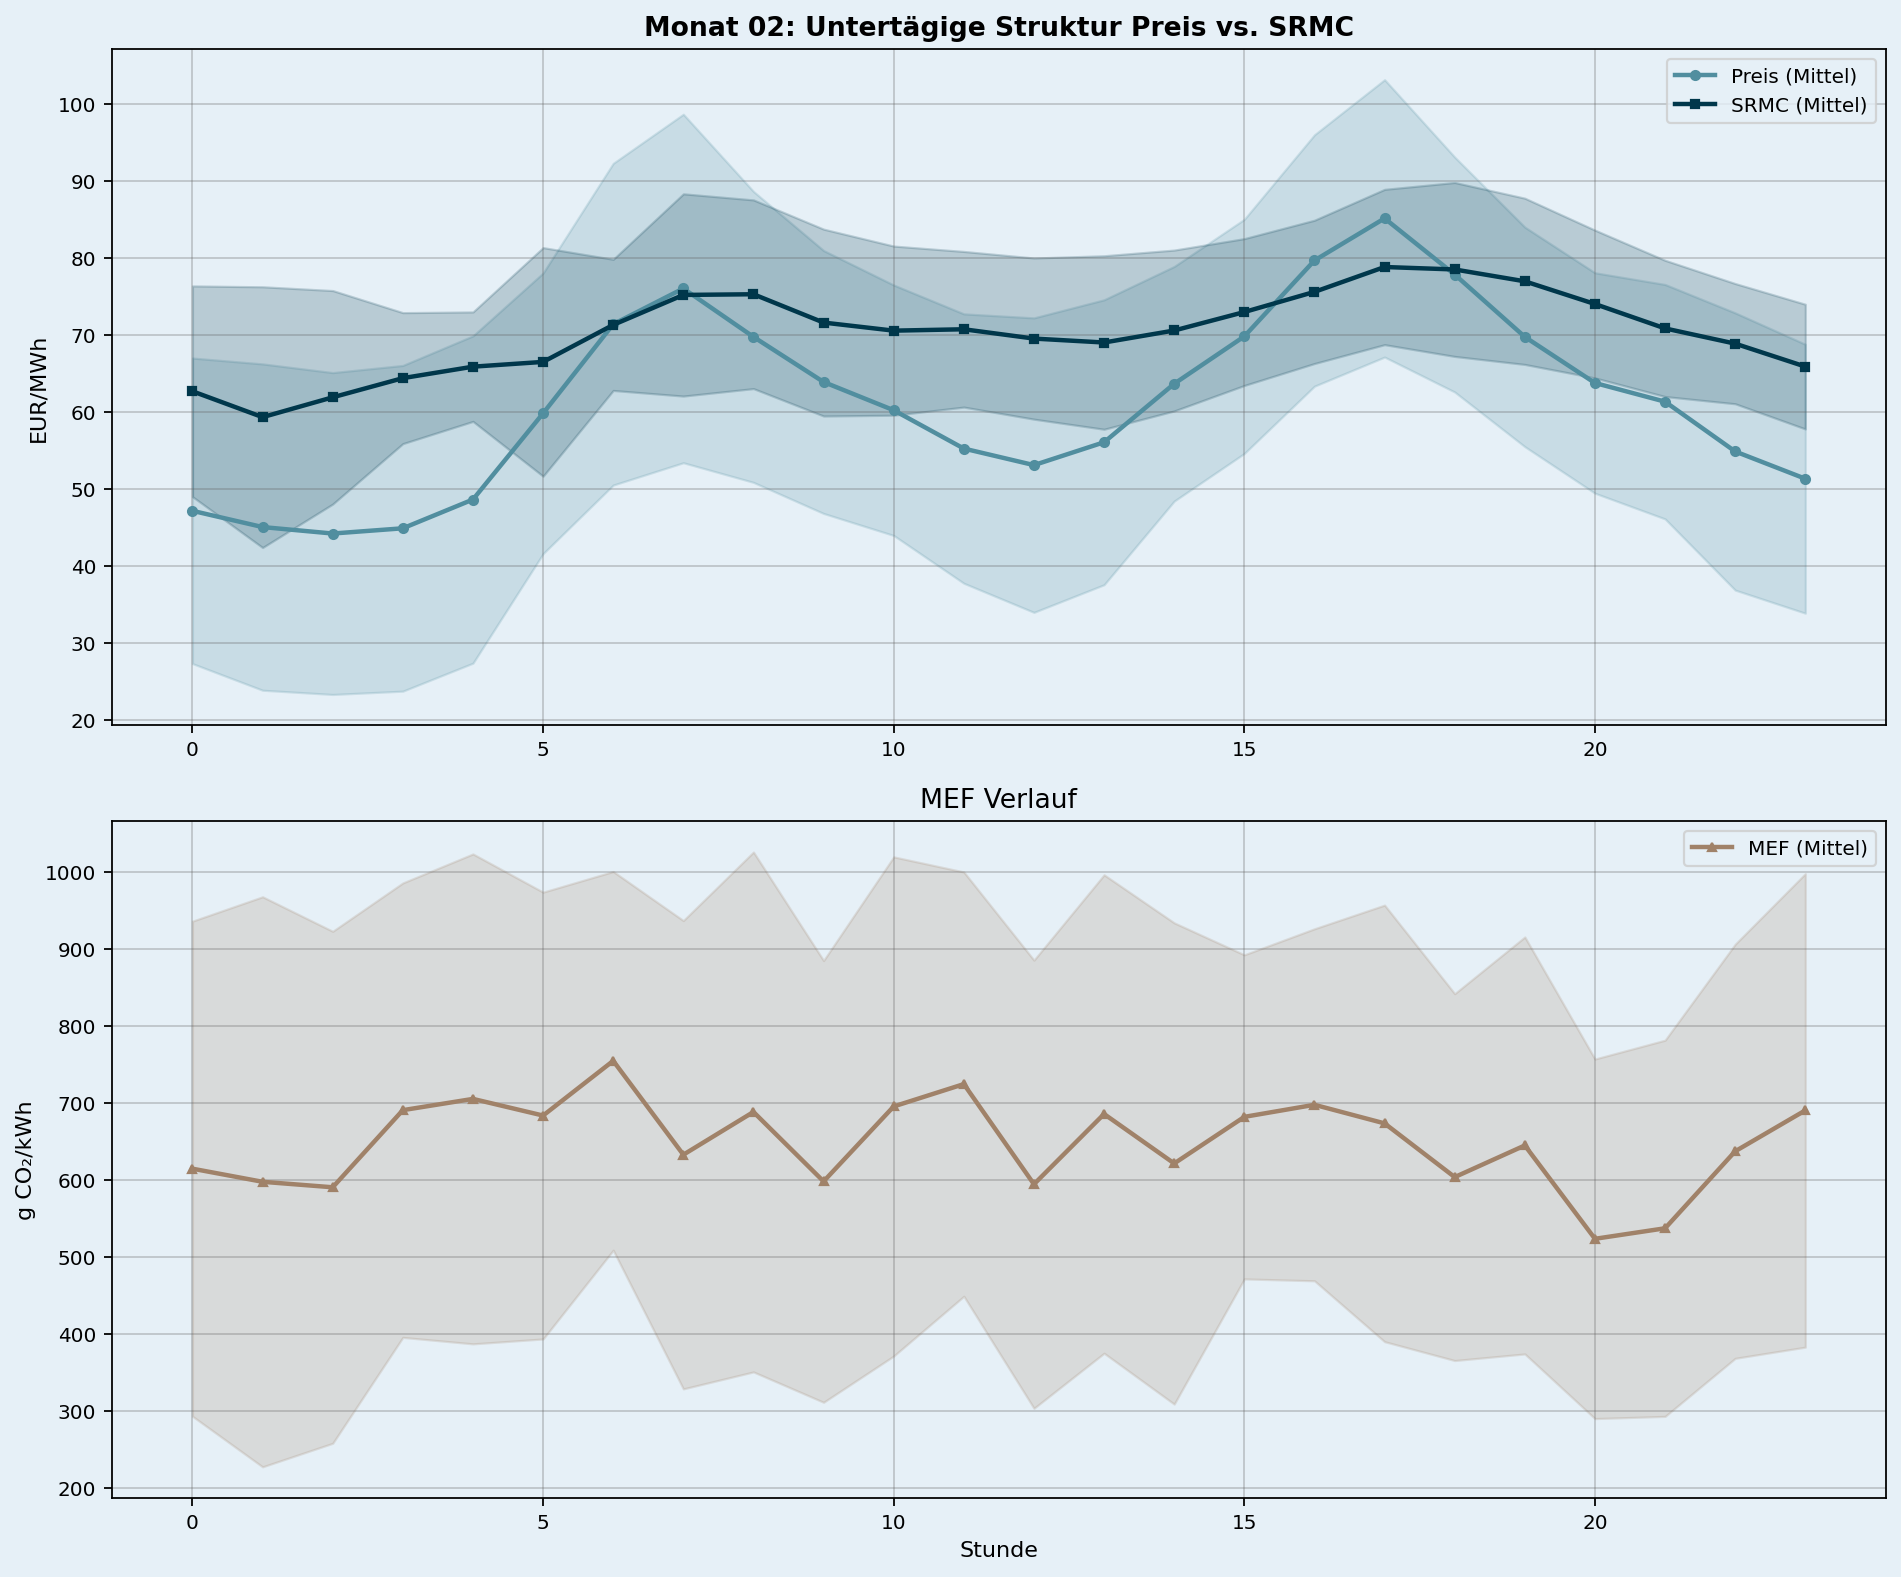 Monat 02: Untertägige Struktur Preis vs. SRMC
Preis (Mittel)
SRMC (Mittel)
EUR/MWh
100
90
80
70
60
50
40
30
20
0 5 10 15 20
MEF Verlauf
MEF (Mittel)
g CO₂/kWh
1000
900
800
700
600
500
400
300
200
0 5 10 15 20
Stunde